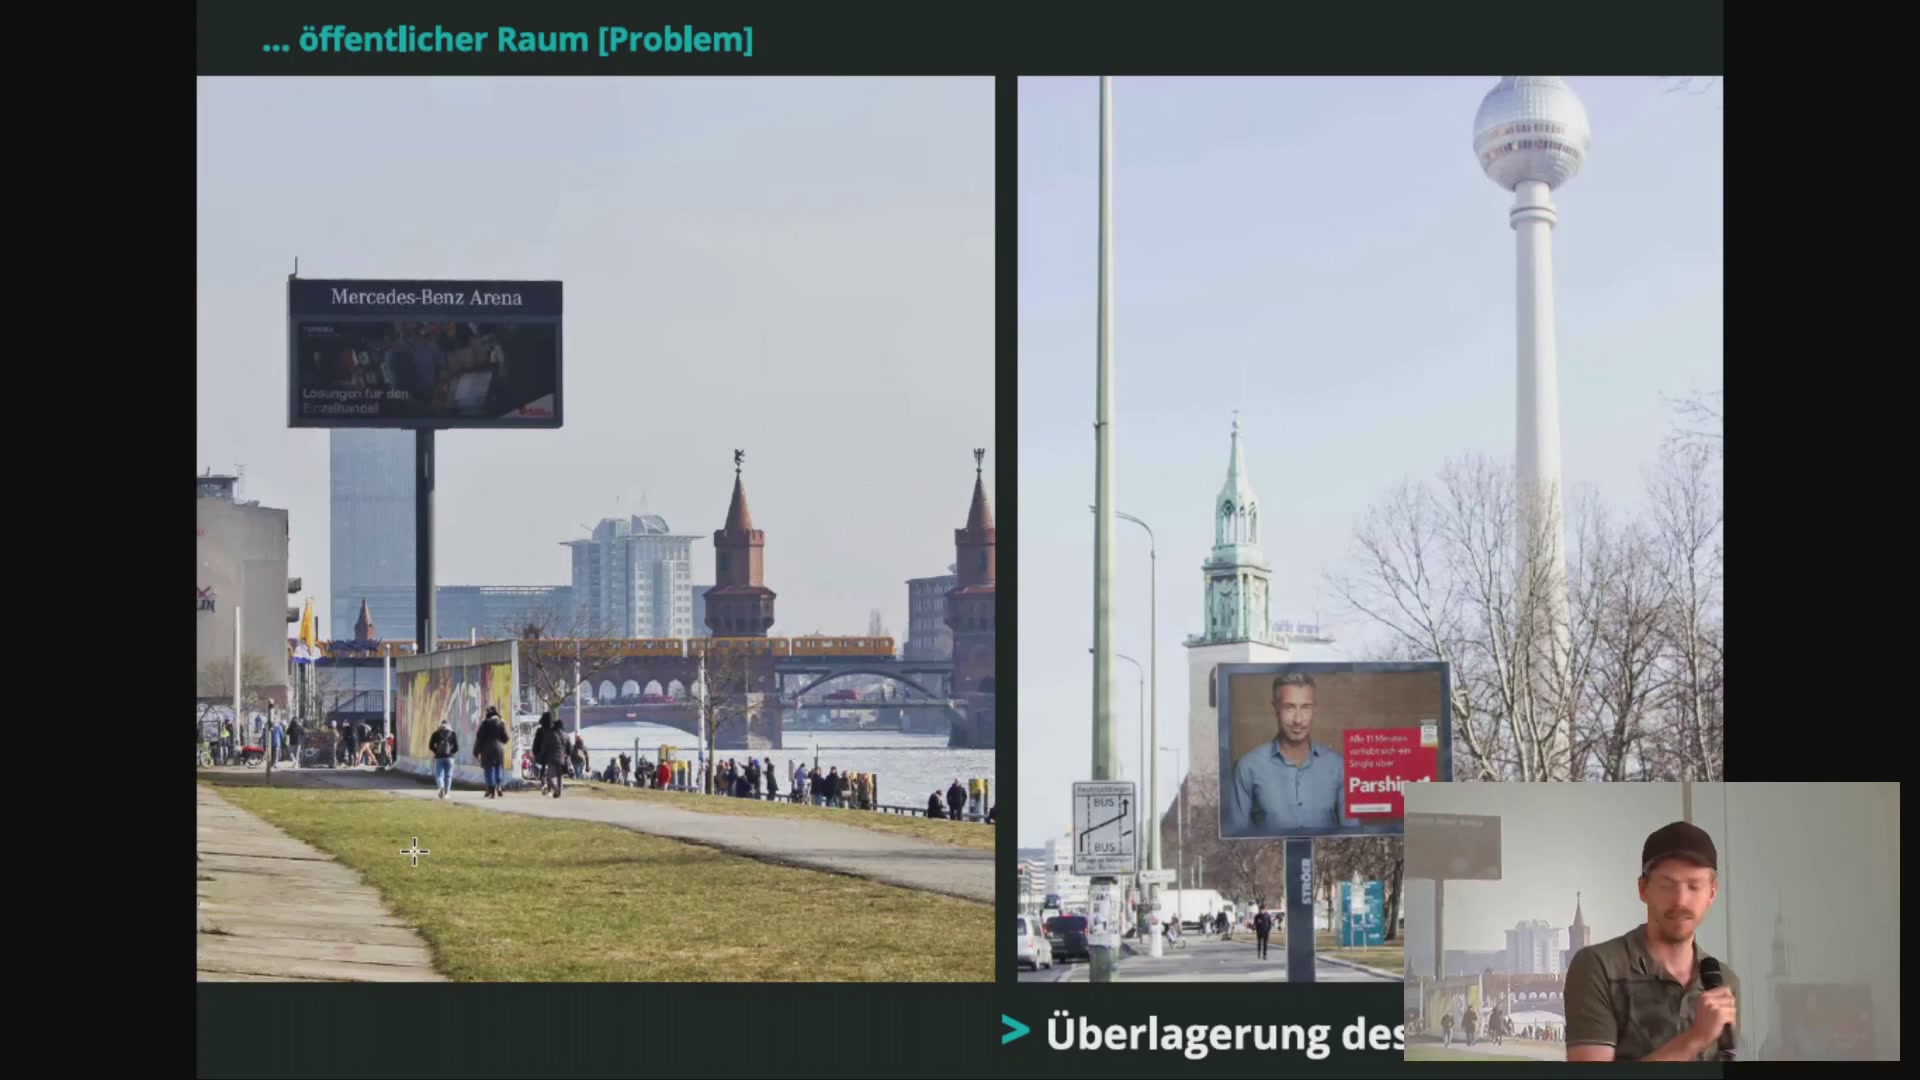 ... öffentlicher Raum [Problem]
Mercedes-Benz Arena
Lösungen für den
Einzelhandel
Alle 11 Minuten
verliebt sich ein
Single über
Parship
BUS
BUS
STRÖER
> Überlagerung des